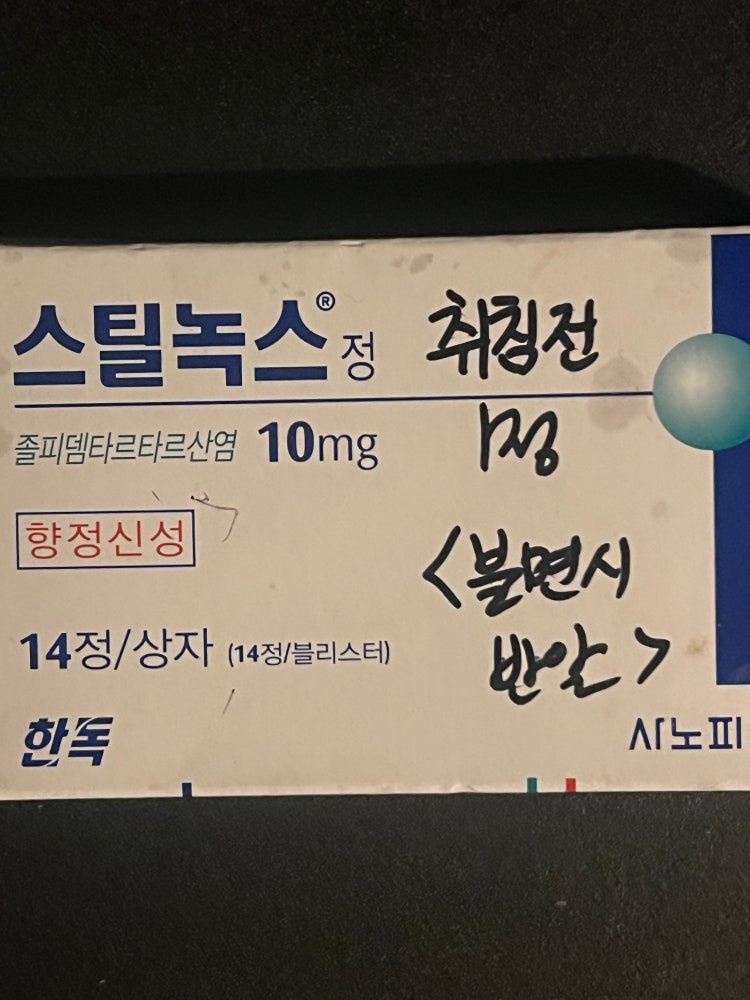 스틸녹스® 정
취침전
1정
졸피뎀타르타르산염 10mg
향정신성
<불면시
반알>
14정/상자 (14정/블리스터)
한독
사노피